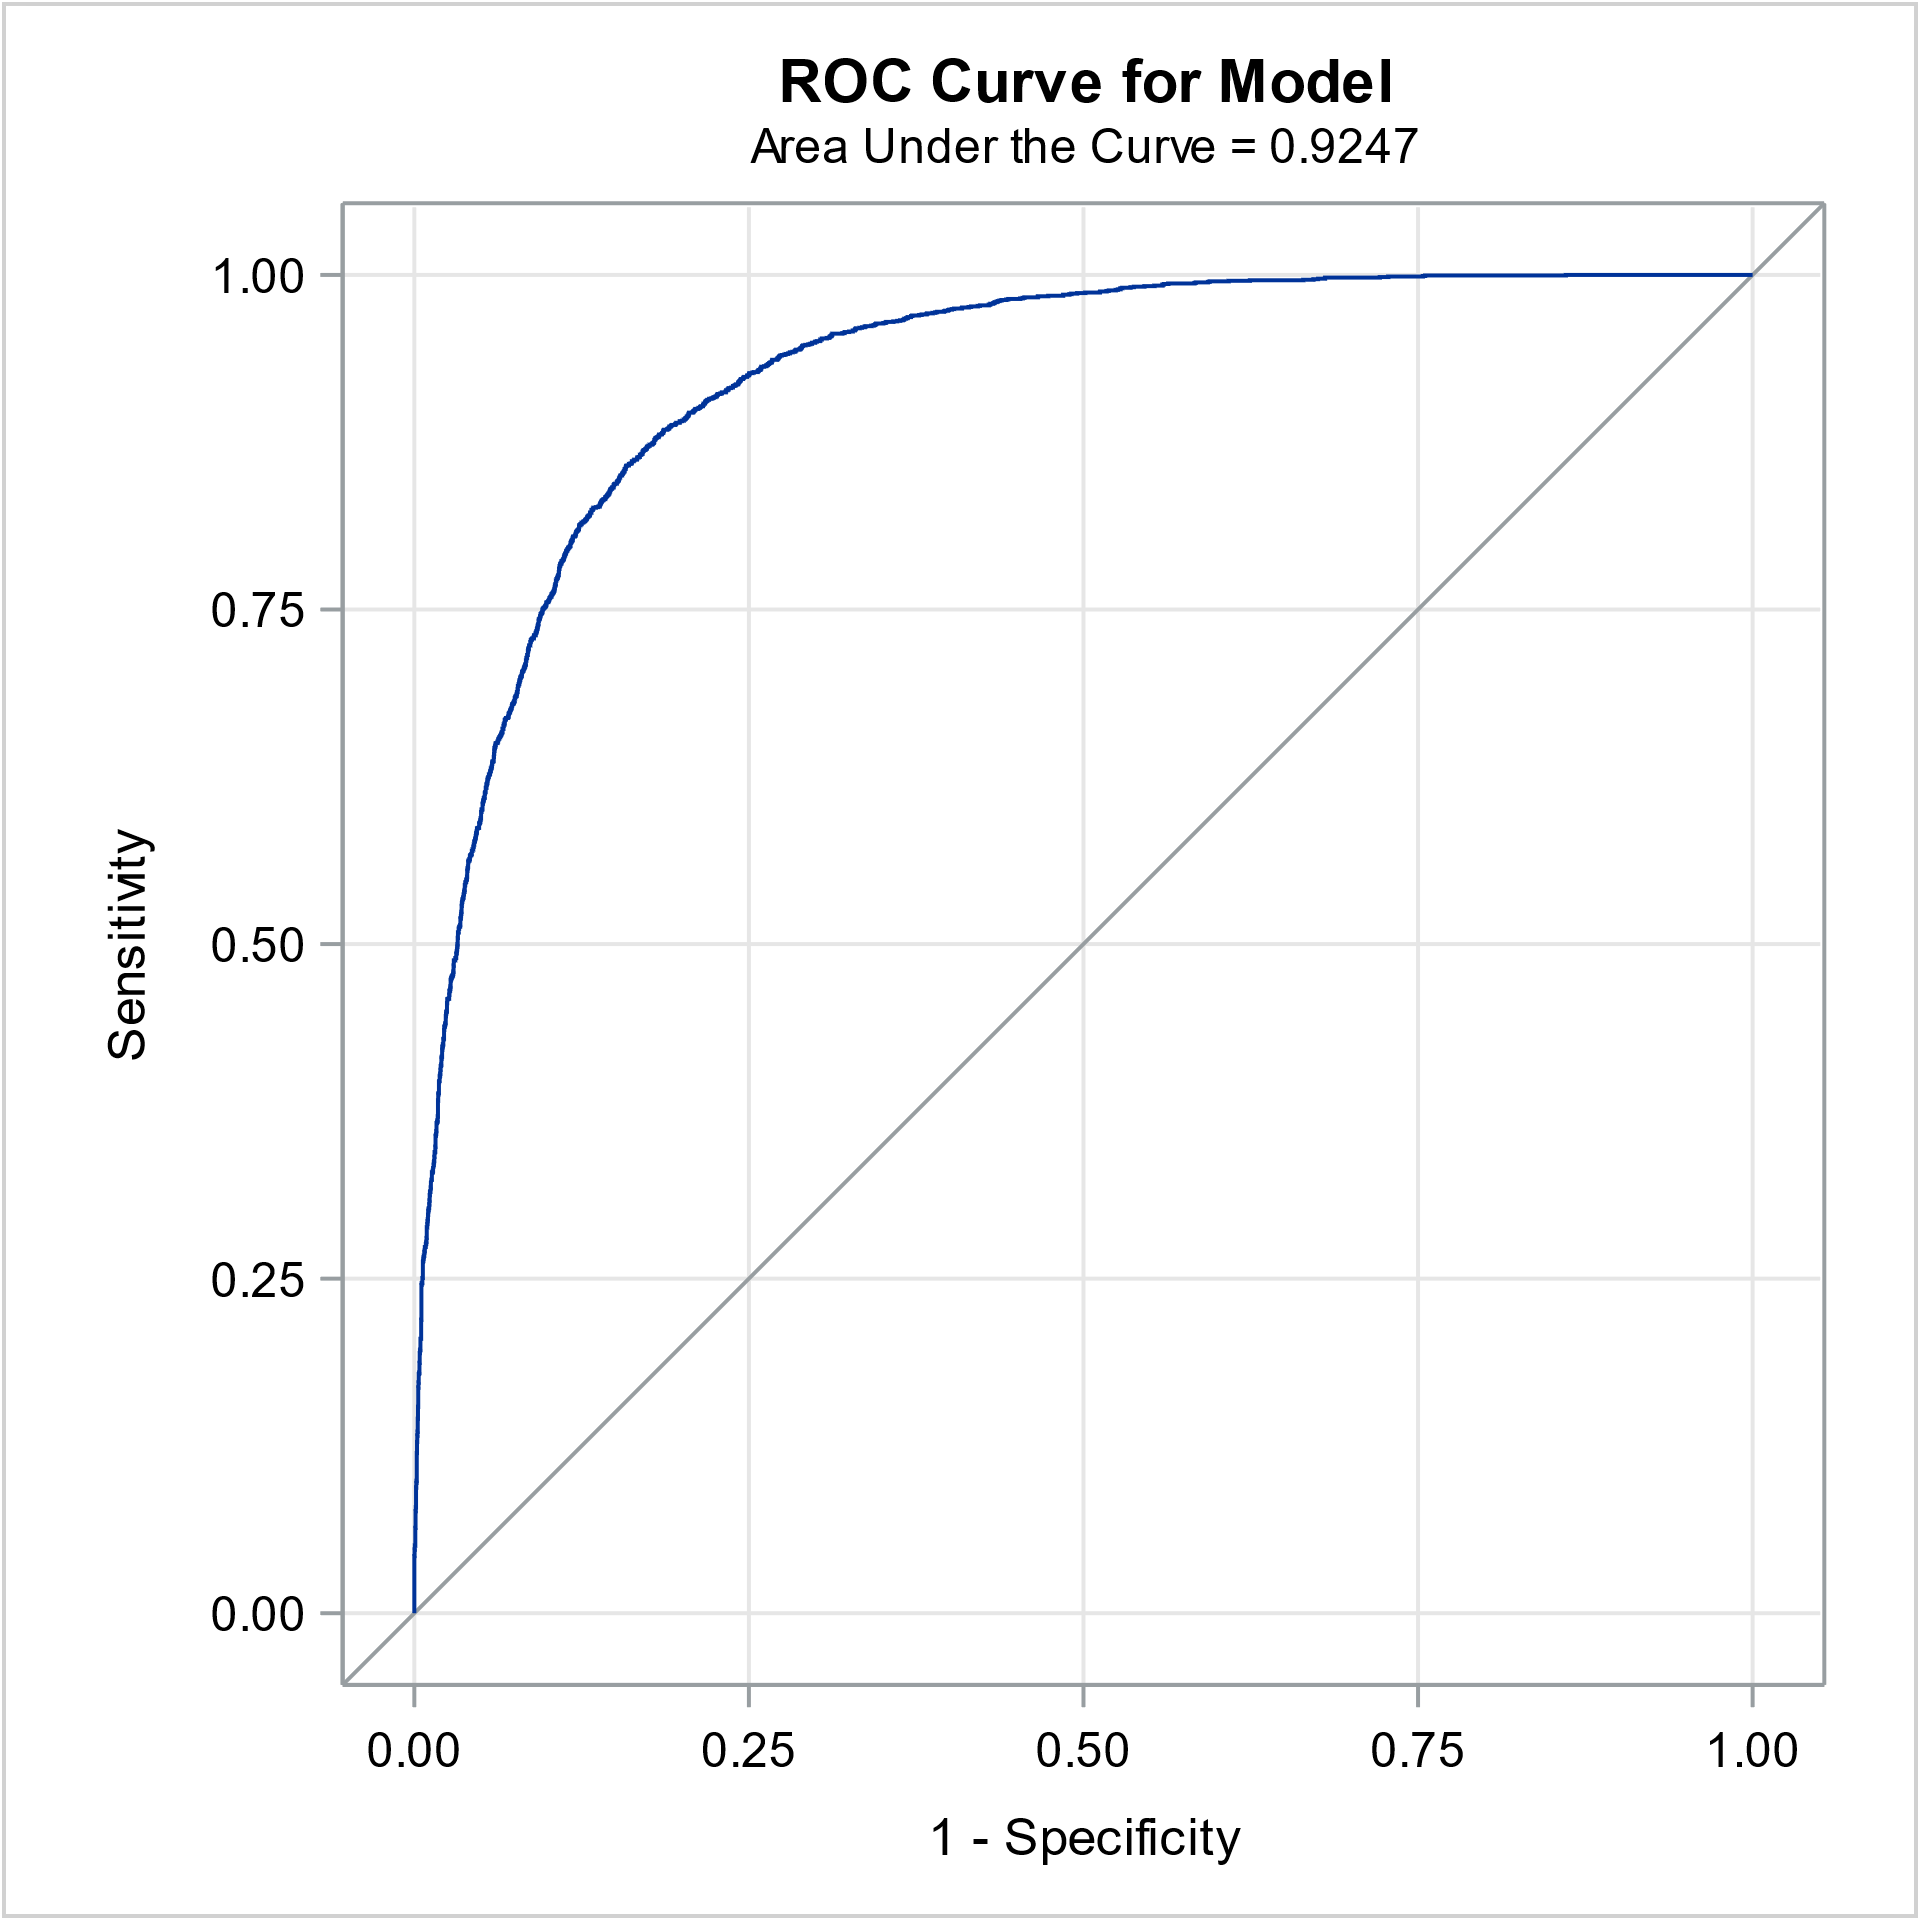 ROC Curve for Model
Area Under the Curve = 0.9247
1.00
0.75
0.50
0.25
0.00
Sensitivity
0.00 0.25 0.50 0.75 1.00
1 - Specificity